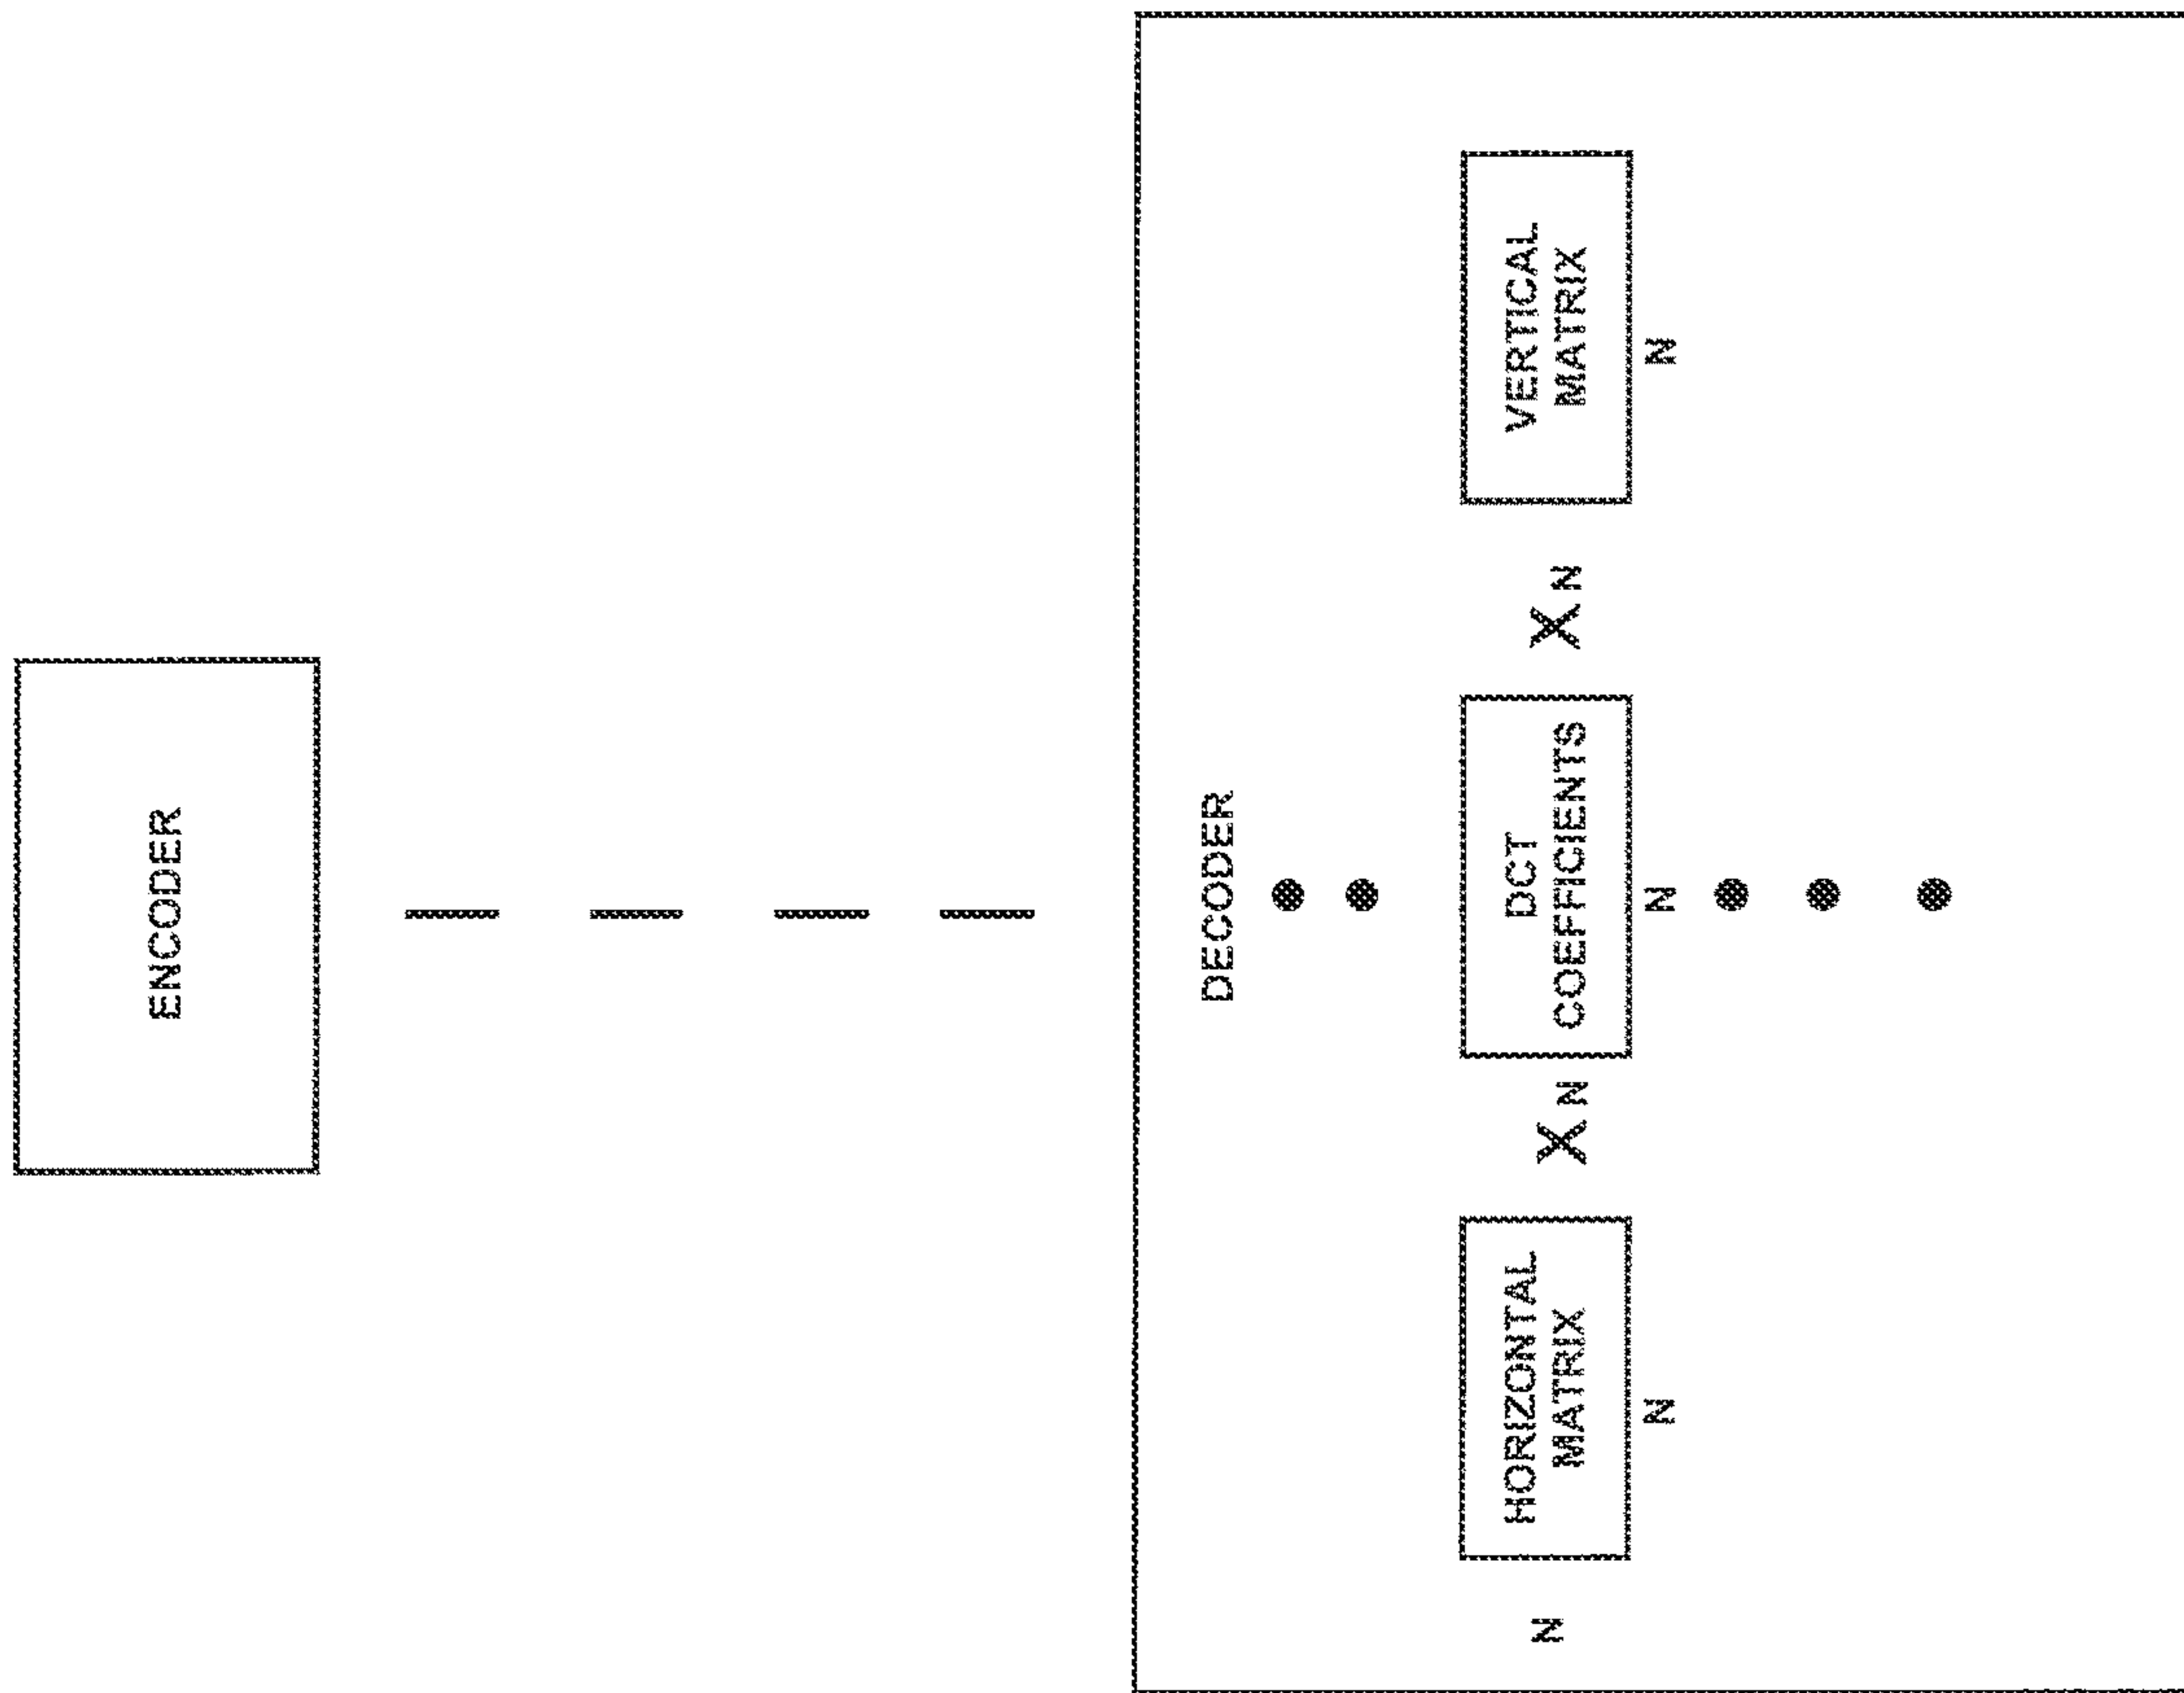 ENCODER
DECODER
HORIZONTAL
MATRIX
DCT
COEFFICIENTS
VERTICAL
MATRIX
N
X N
X N
N
N
N